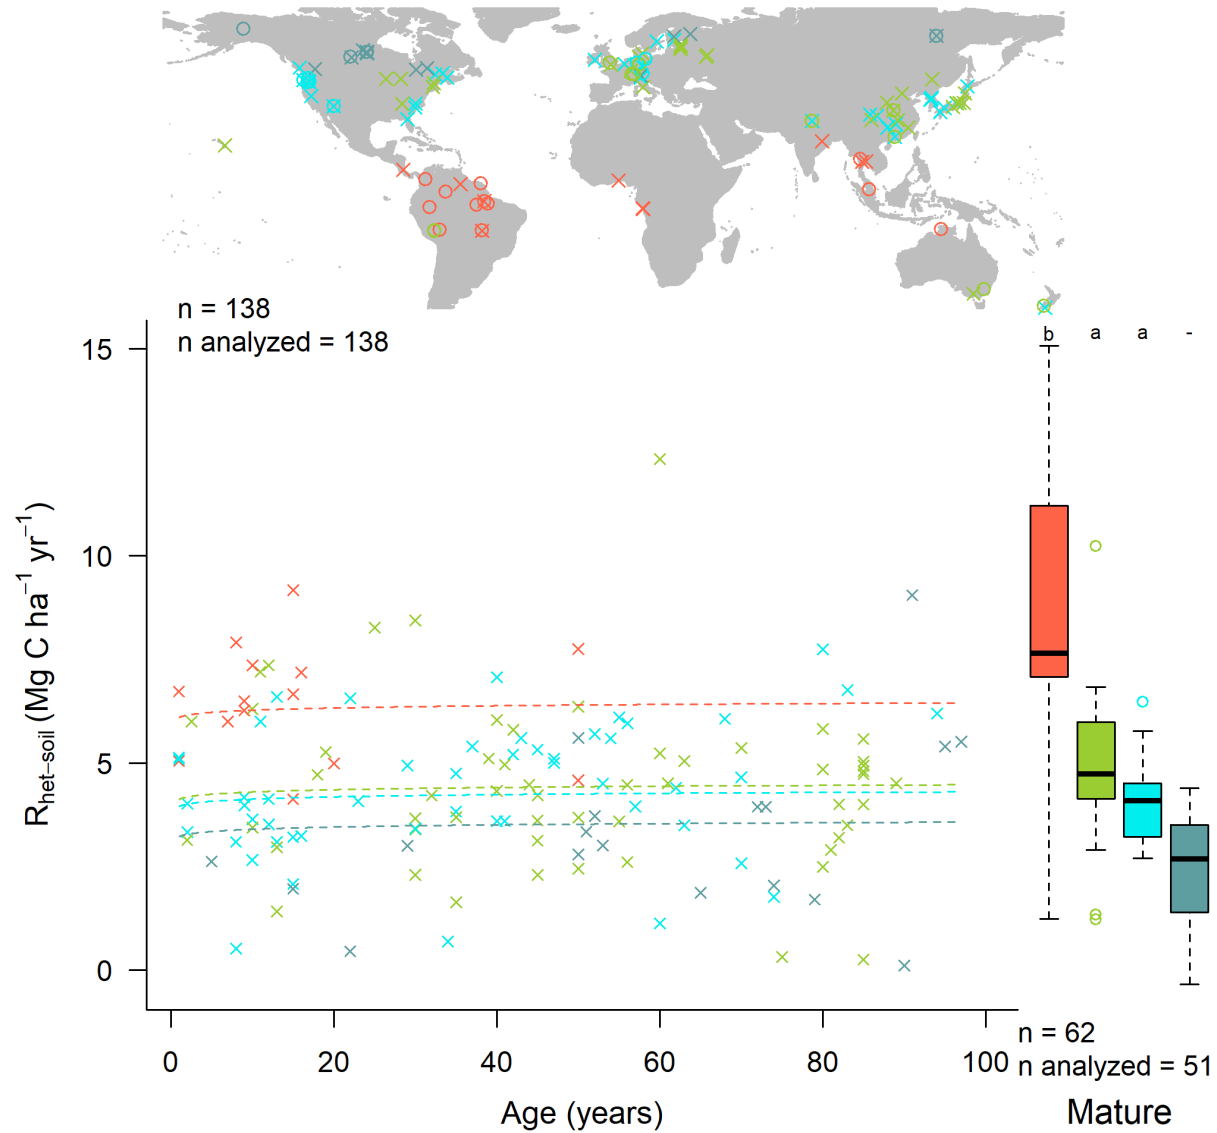 n = 138
n analyzed = 138
b a a -
15
10
5
0
R_het−soil (Mg C ha⁻¹ yr⁻¹)
0 20 40 60 80 100
n = 62
n analyzed = 51
Age (years)
Mature